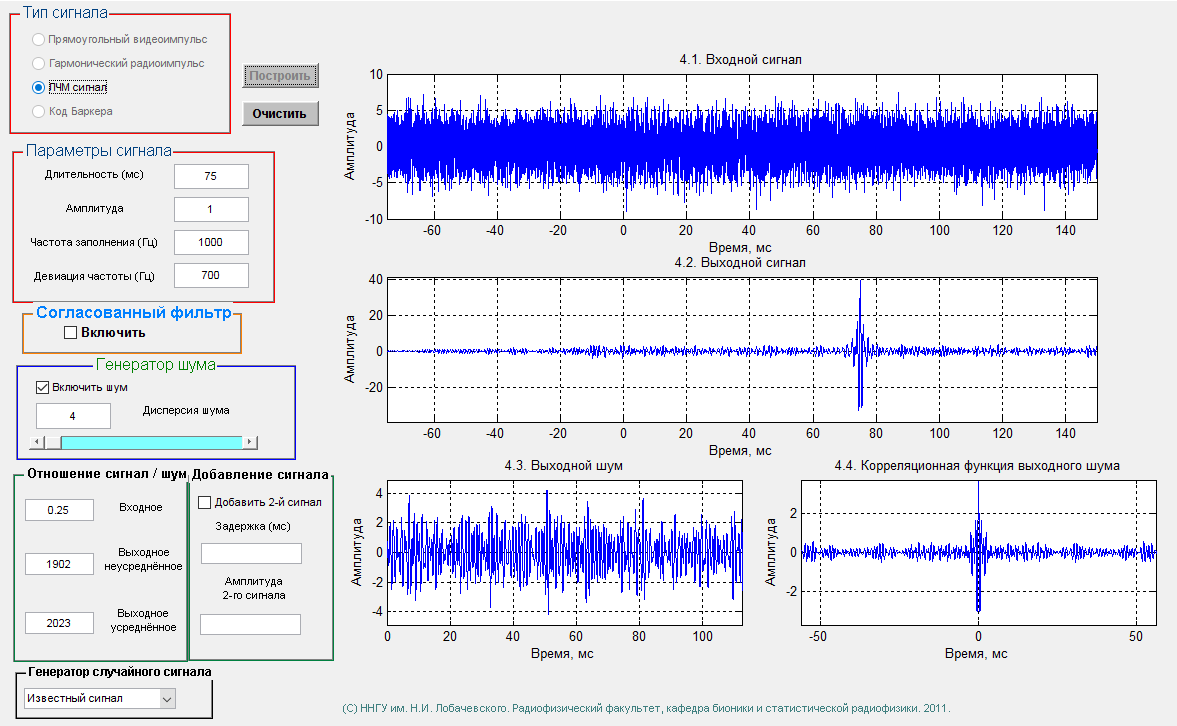 Тип сигнала
Прямоугольный видеоимпульс
Гармонический радиоимпульс
ЛЧМ сигнал
Код Баркера
Построить
Очистить
Параметры сигнала
Длительность (мс)
75
Амплитуда
1
Частота заполнения (Гц)
1000
Девиация частоты (Гц)
700
Согласованный фильтр
Включить
Генератор шума
Включить шум
4
Дисперсия шума
Отношение сигнал / шум
0.25
Входное
1902
Выходное
неусреднённое
2023
Выходное
усреднённое
Добавление сигнала
Добавить 2-й сигнал
Задержка (мс)
Амплитуда
2-го сигнала
Генератор случайного сигнала
Известный сигнал
4.1. Входной сигнал
Амплитуда
10
5
0
-5
-10
-60 -40 -20 0 20 40 60 80 100 120 140
Время, мс
4.2. Выходной сигнал
Амплитуда
40
20
0
-20
-60 -40 -20 0 20 40 60 80 100 120 140
Время, мс
4.3. Выходной шум
Амплитуда
4
2
0
-2
-4
0 20 40 60 80 100
Время, мс
4.4. Корреляционная функция выходного шума
Амплитуда
2
0
-2
-50 0 50
Время, мс
(С) ННГУ им. Н.И. Лобачевского. Радиофизический факультет, кафедра бионики и статистической радиофизики. 2011.